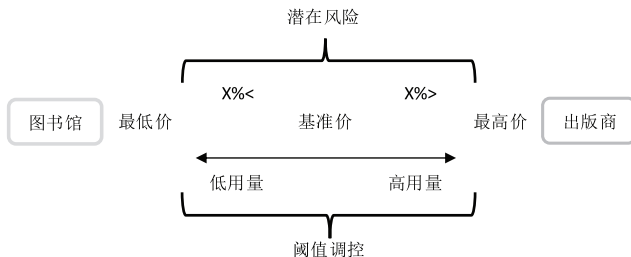 潜在风险
X%< X%>
图书馆 最低价 基准价 最高价 出版商
低用量 高用量
阈值调控